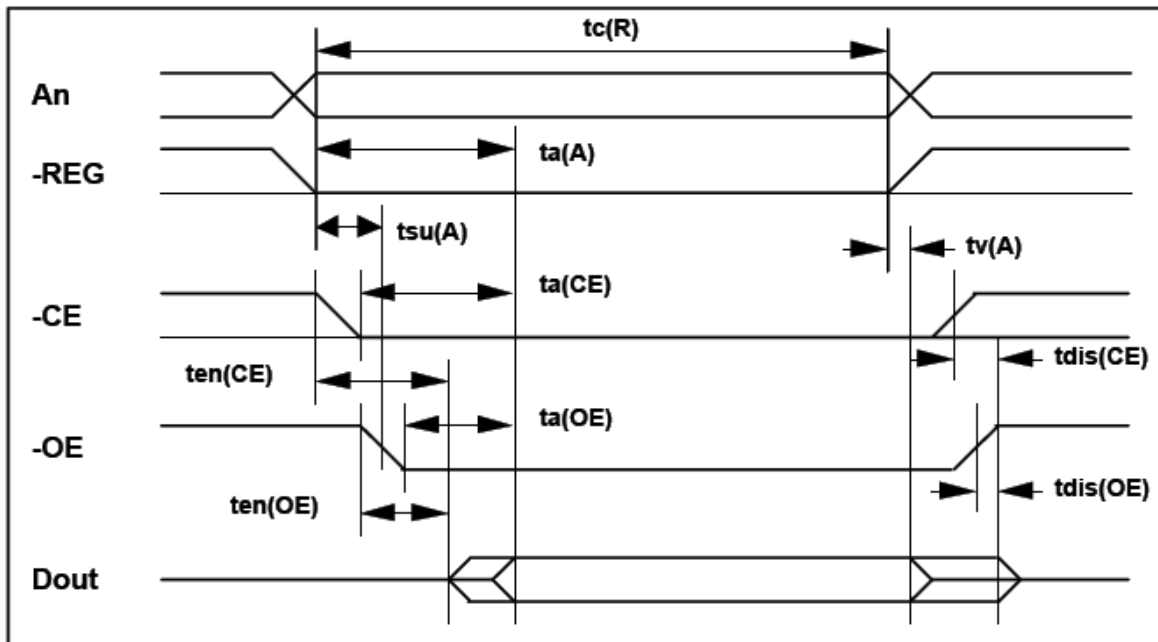 tc(R)
An
ta(A)
-REG
tsu(A)
tv(A)
ta(CE)
-CE
ten(CE)
tdis(CE)
ta(OE)
-OE
ten(OE)
tdis(OE)
Dout